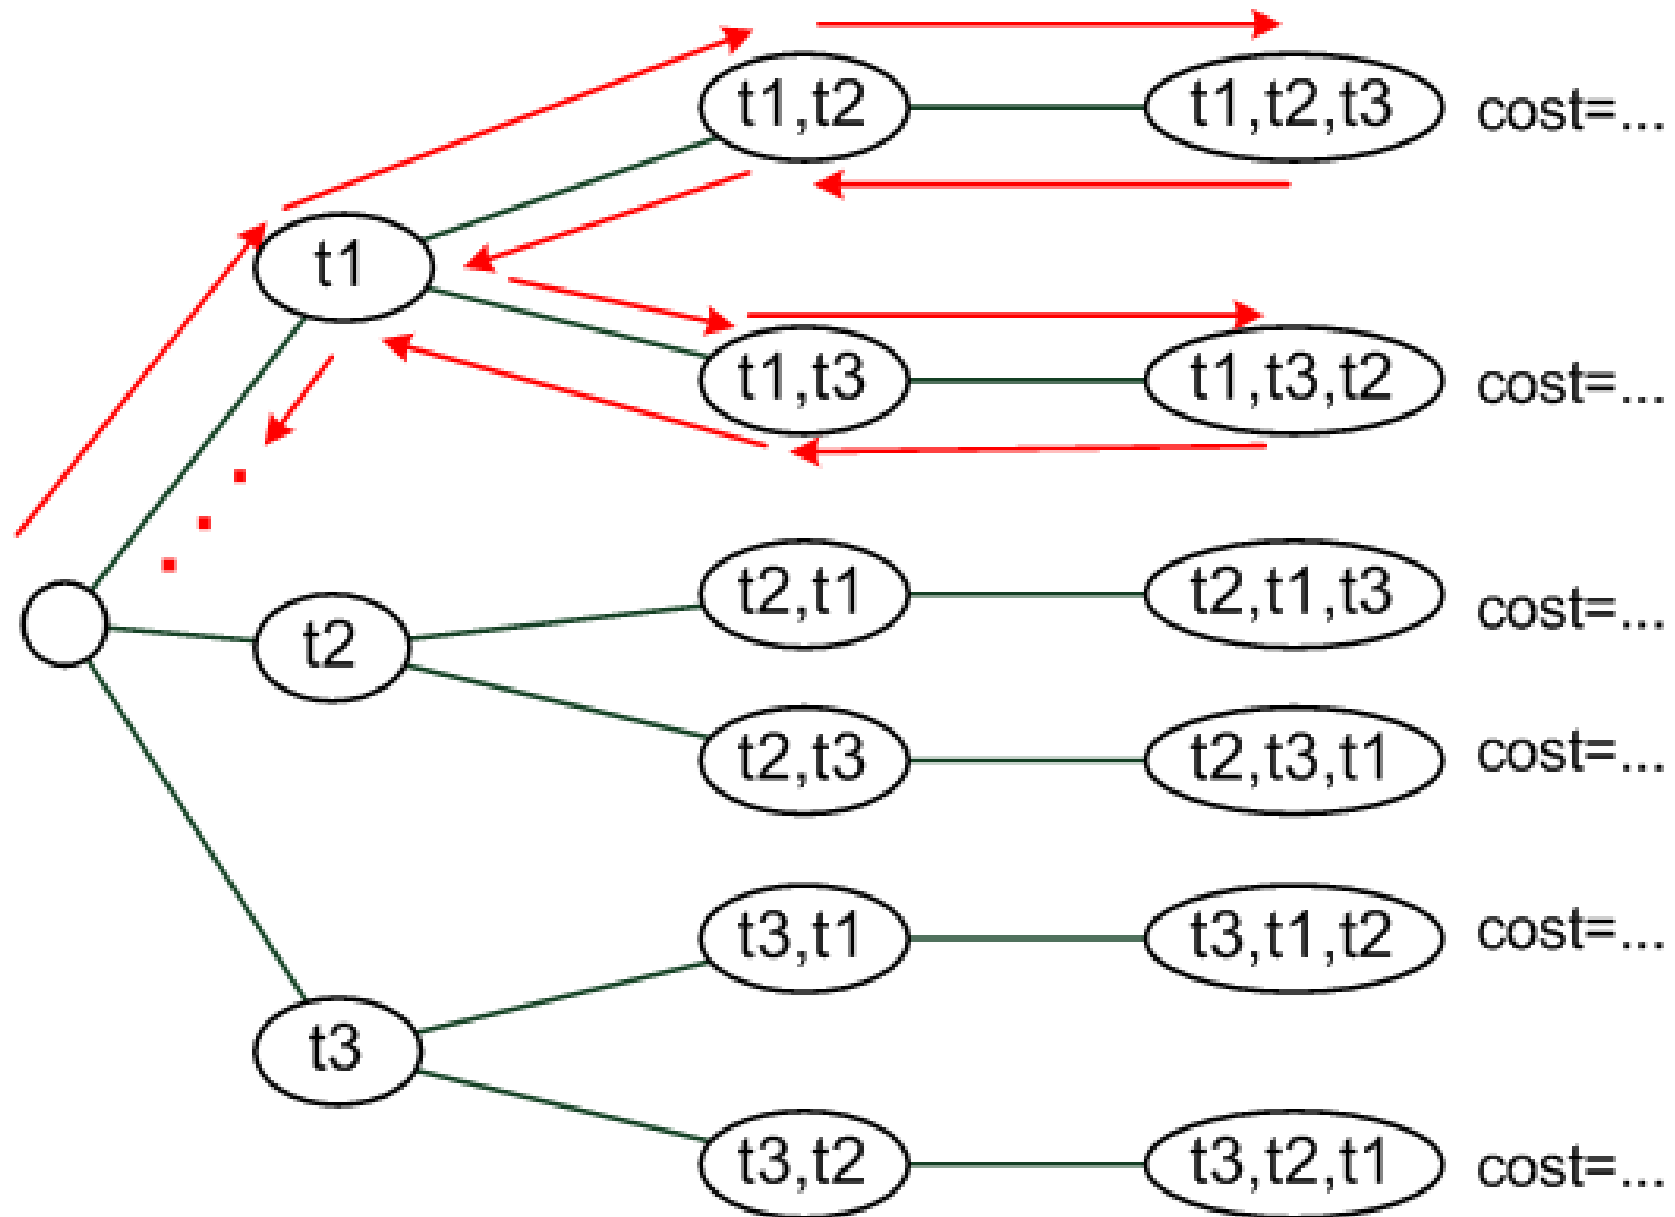 t1,t2
t1,t2,t3
cost=...
t1
t1,t3
t1,t3,t2
cost=...
t2,t1
t2,t1,t3
cost=...
t2
t2,t3
t2,t3,t1
cost=...
t3,t1
t3,t1,t2
cost=...
t3
t3,t2
t3,t2,t1
cost=...